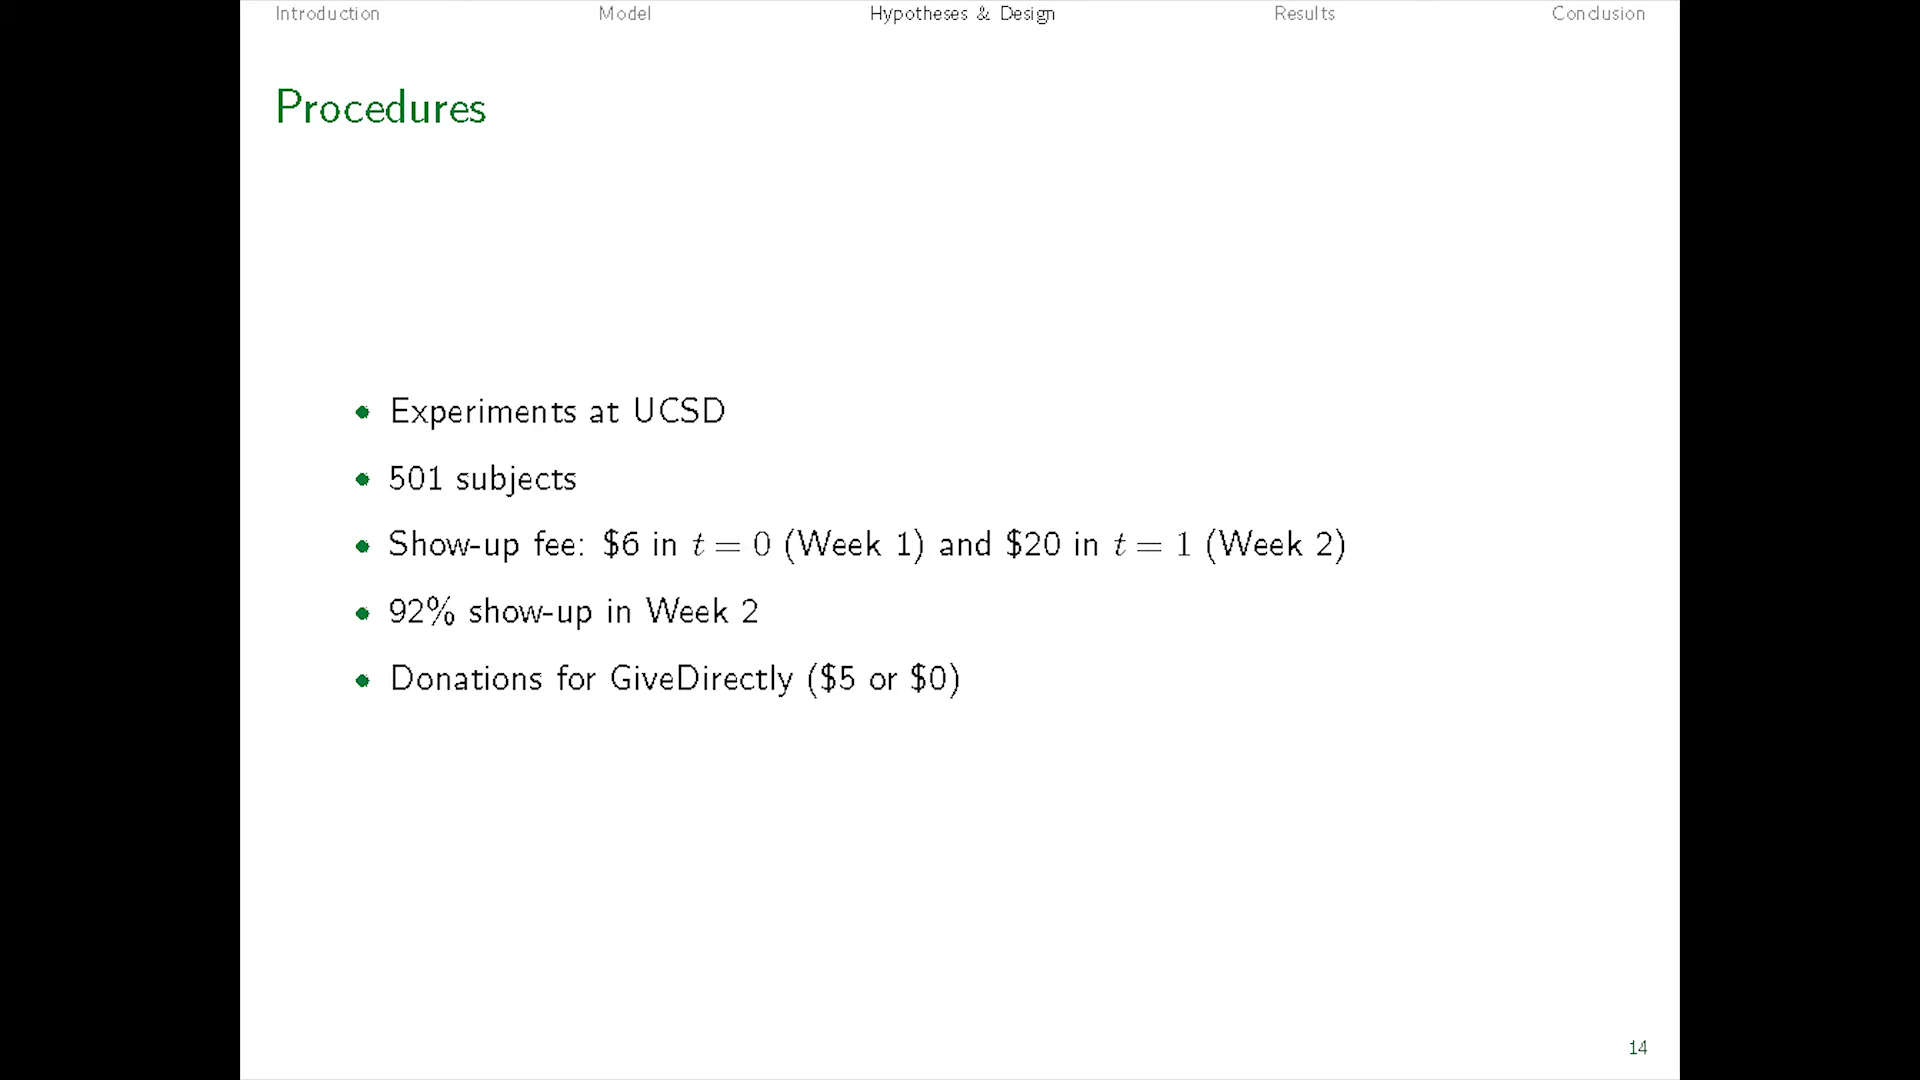 Introduction Model Hypotheses & Design Results Conclusion
Procedures
• Experiments at UCSD
• 501 subjects
• Show-up fee: $6 in t = 0 (Week 1) and $20 in t = 1 (Week 2)
• 92% show-up in Week 2
• Donations for GiveDirectly ($5 or $0)
14